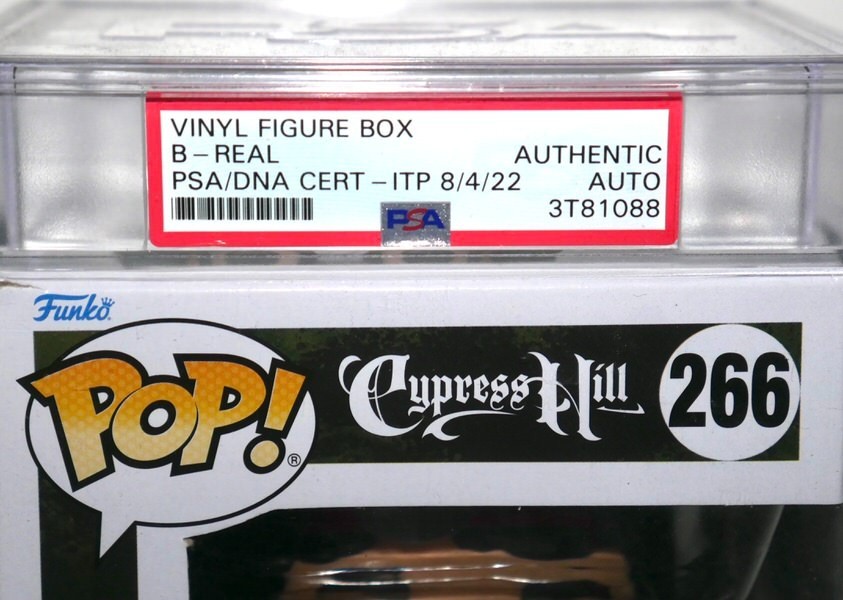 PSA
VINYL FIGURE BOX
B-REAL AUTHENTIC
PSA/DNA CERT - ITP 8/4/22 AUTO
3T81088
PSA
Funko
POP! ®
Cypress Hill
266